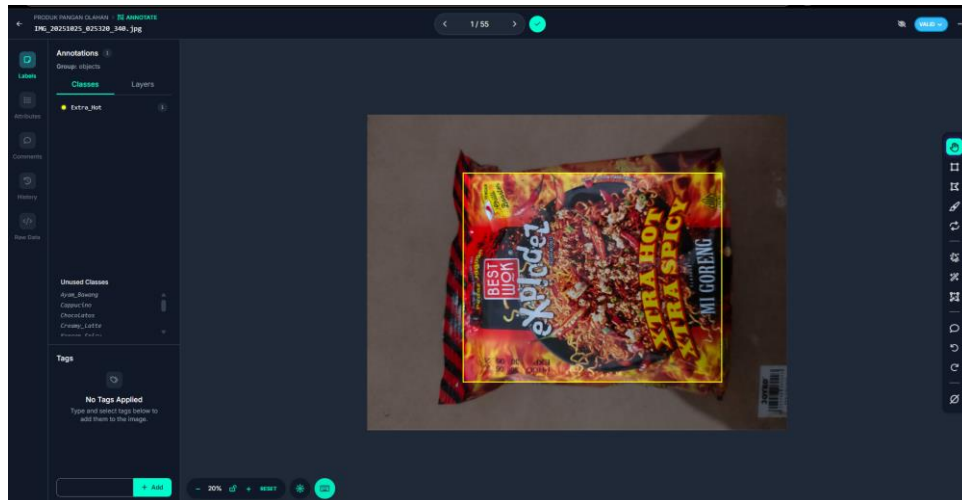 PRODUK PANGAN OLAHAN › ANNOTATE
IMG_20251025_025320_340.jpg
1 / 55
VALID
Annotations 1
Group: objects
Classes
Layers
Extra_Hot 1
Labels
Attributes
Comments
History
Raw Data
Unused Classes
Ayam_Bawang
Cappucino
Chocolatos
Creamy_Latte
Tags
No Tags Applied
Type and select tags below to
add them to the image.
+ Add
- 20% + RESET
BEST
WOK
eXplodez
XTRA HOT
XTRA SPICY
MI GORENG